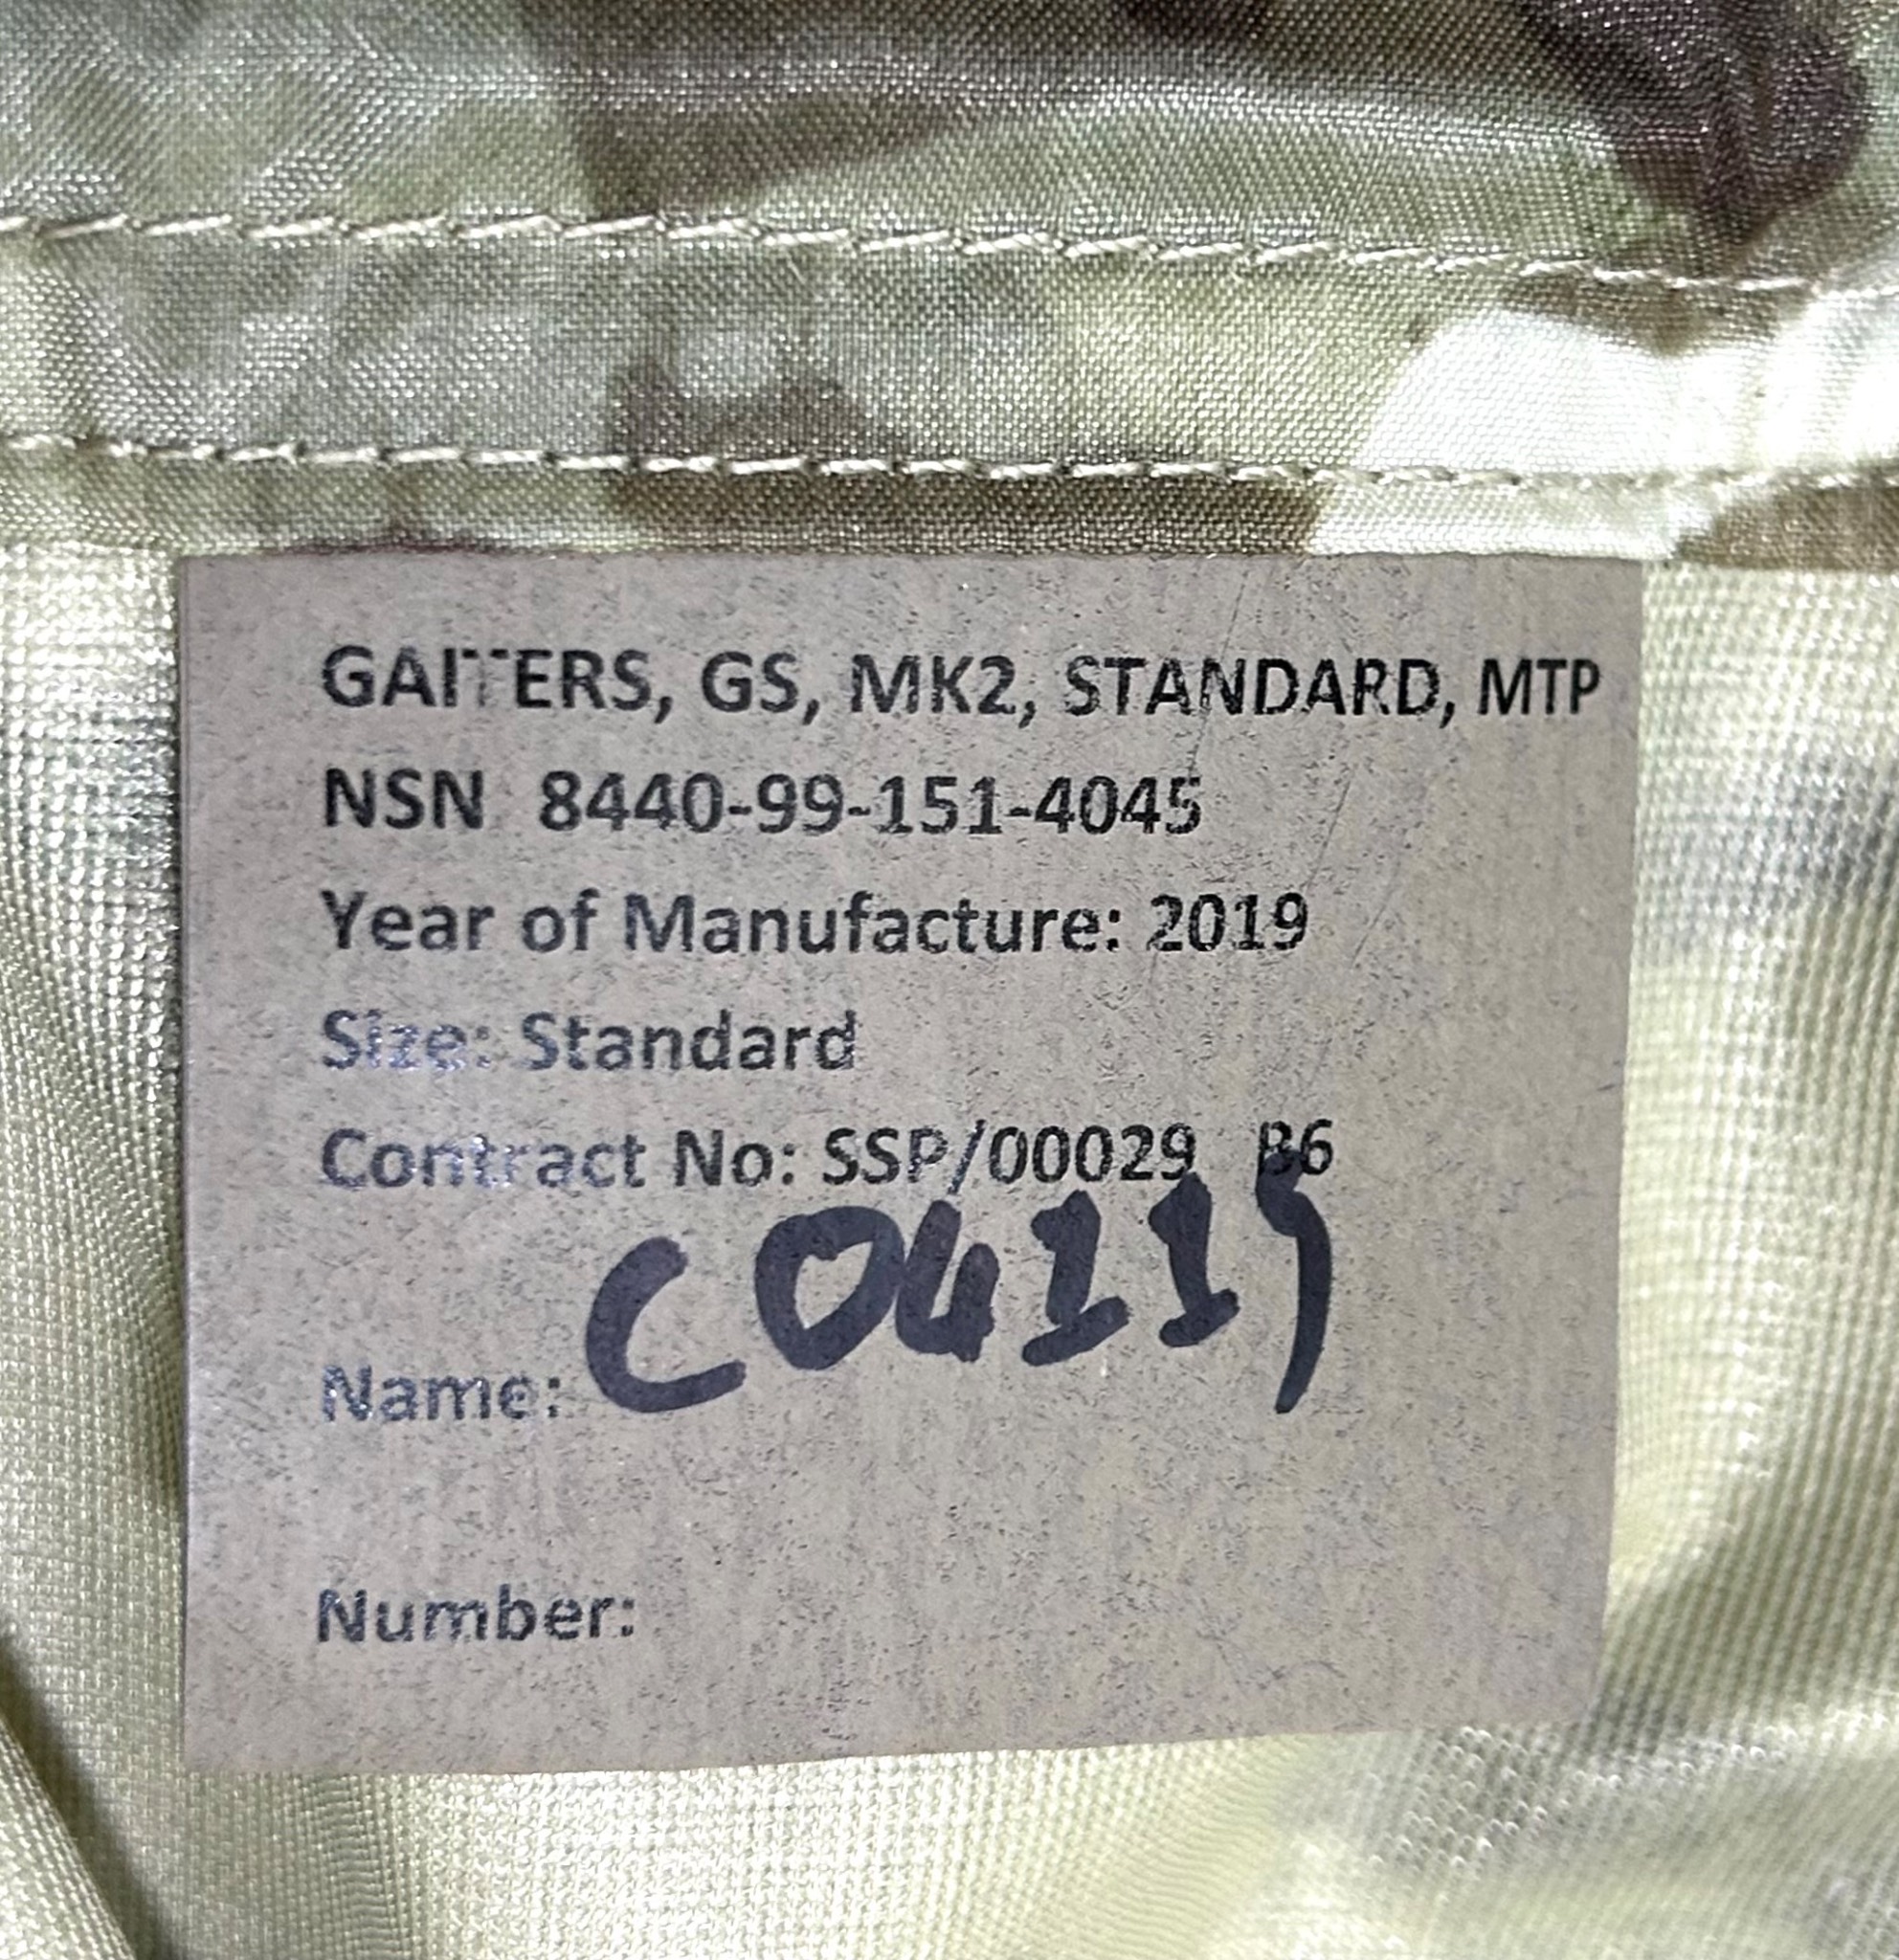 GAITERS, GS, MK2, STANDARD, MTP
NSN 8440-99-151-4045
Year of Manufacture: 2019
Size: Standard
Contract No: SSP/00029 B6
Name: C04119
Number: